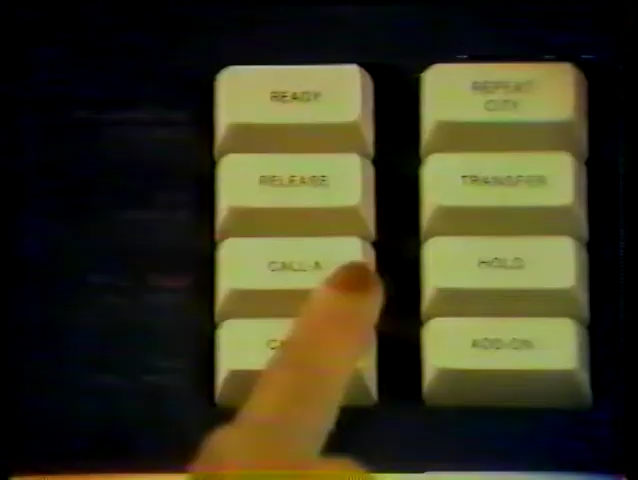 READY
RELEASE
CALL A
REPEAT
CITY
TRANSFER
HOLD
ADD-ON